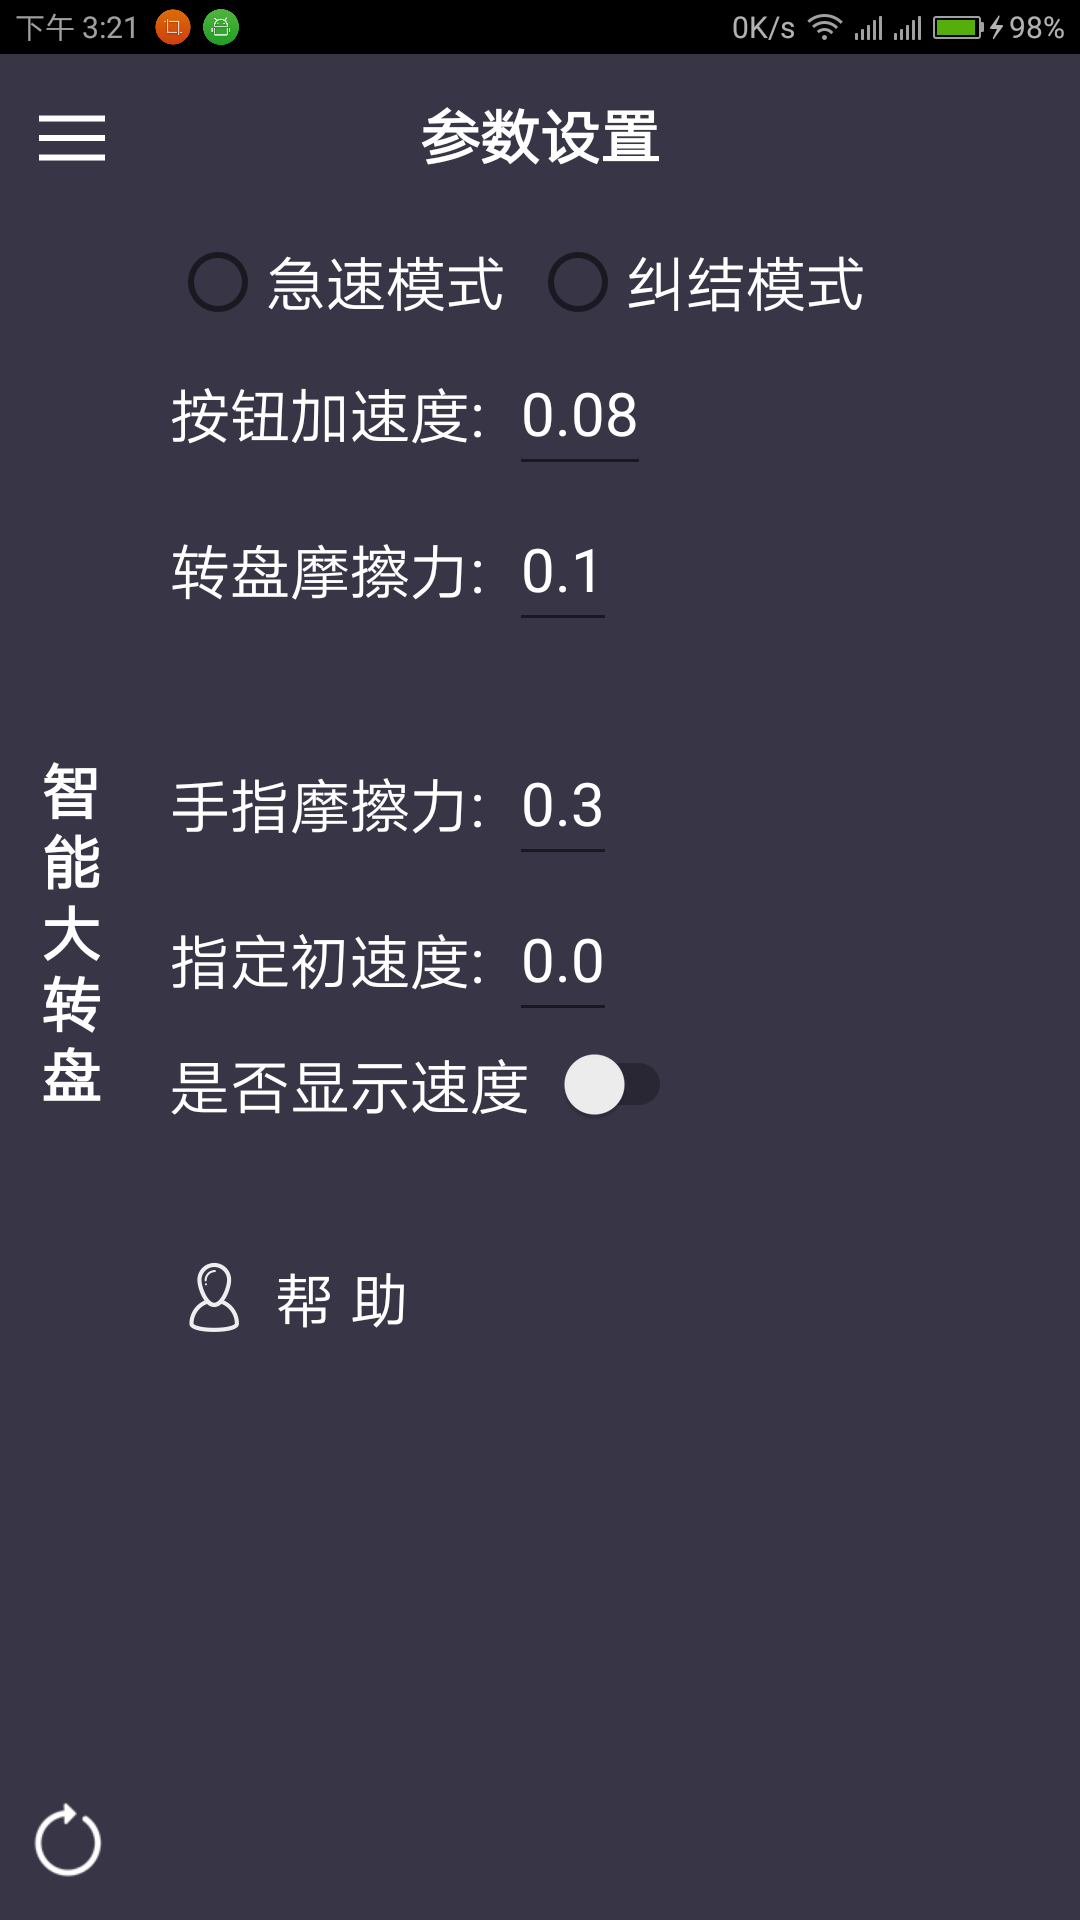 下午 3:21 0K/s 98%
参数设置
急速模式 纠结模式
按钮加速度: 0.08
转盘摩擦力: 0.1
手指摩擦力: 0.3
指定初速度: 0.0
是否显示速度
智能大转盘
帮 助